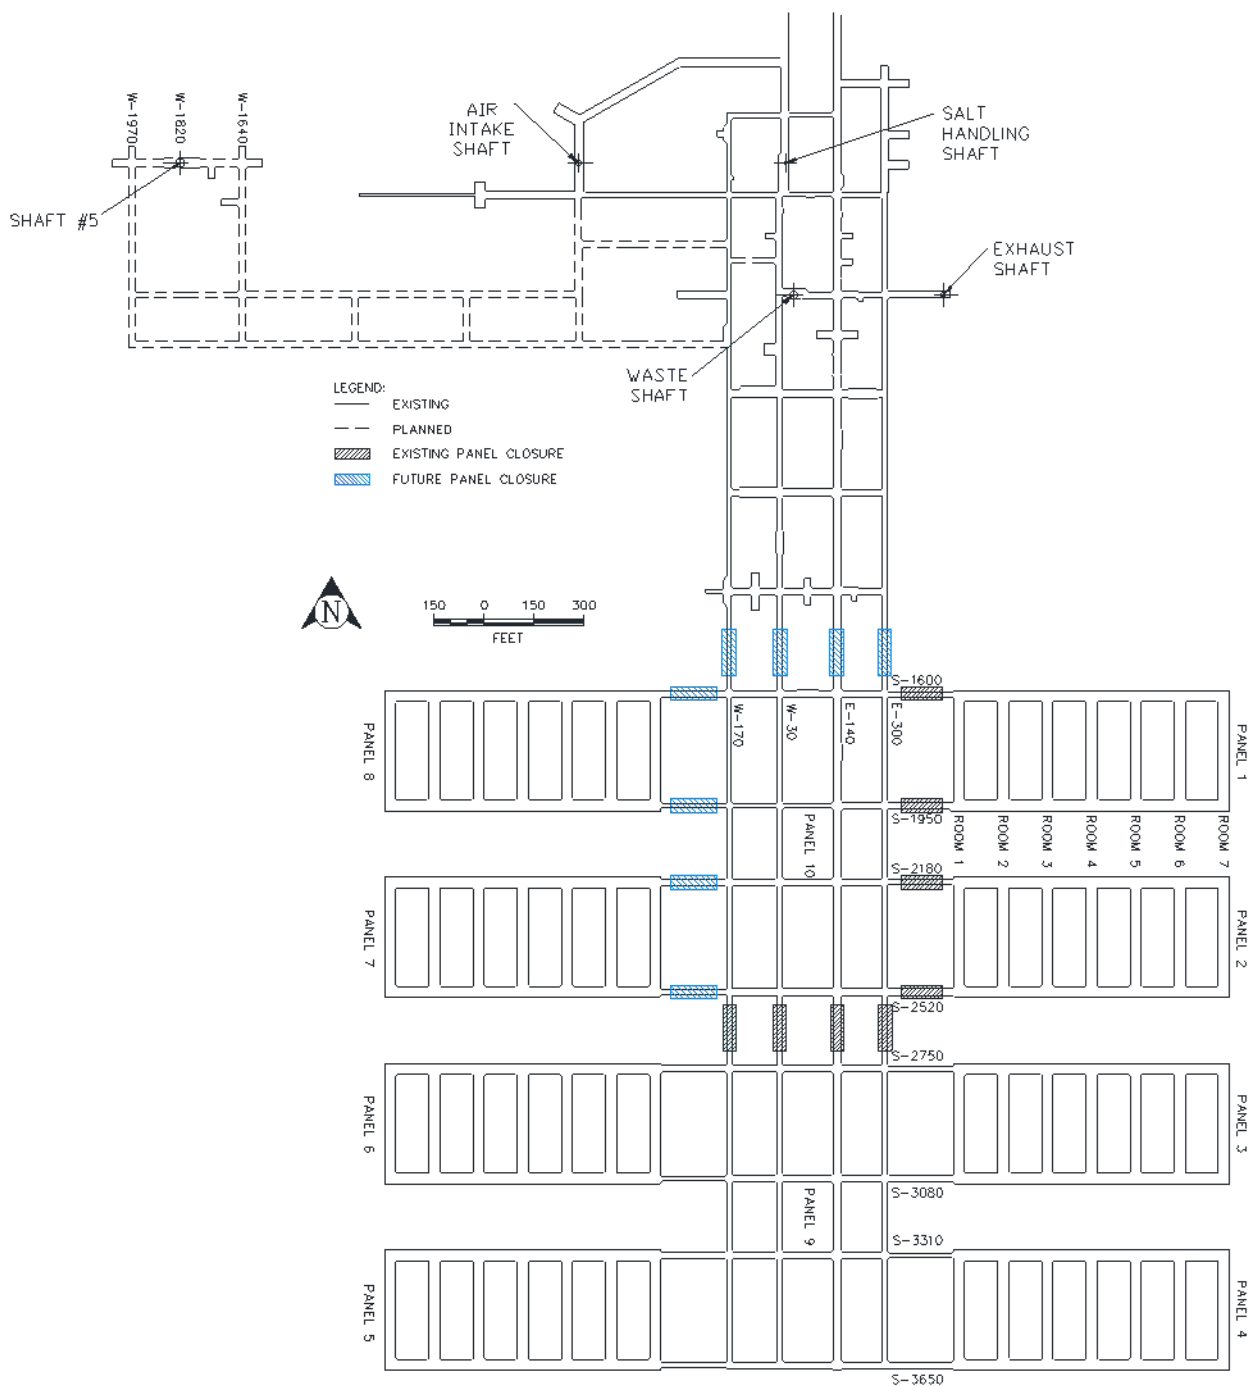 W-1970
W-1820
W-1640
AIR
INTAKE
SHAFT
SALT
HANDLING
SHAFT
SHAFT #5
EXHAUST
SHAFT
WASTE
SHAFT
LEGEND:
EXISTING
PLANNED
EXISTING PANEL CLOSURE
FUTURE PANEL CLOSURE
N
150 0 150 300
FEET
S-1600
W-170
W-30
E-140
E-300
PANEL 8
PANEL 1
S-1950
PANEL 10
ROOM 1
ROOM 2
ROOM 3
ROOM 4
ROOM 5
ROOM 6
ROOM 7
S-2180
PANEL 7
PANEL 2
S-2520
S-2750
PANEL 6
PANEL 3
S-3080
PANEL 9
S-3310
PANEL 5
PANEL 4
S-3650